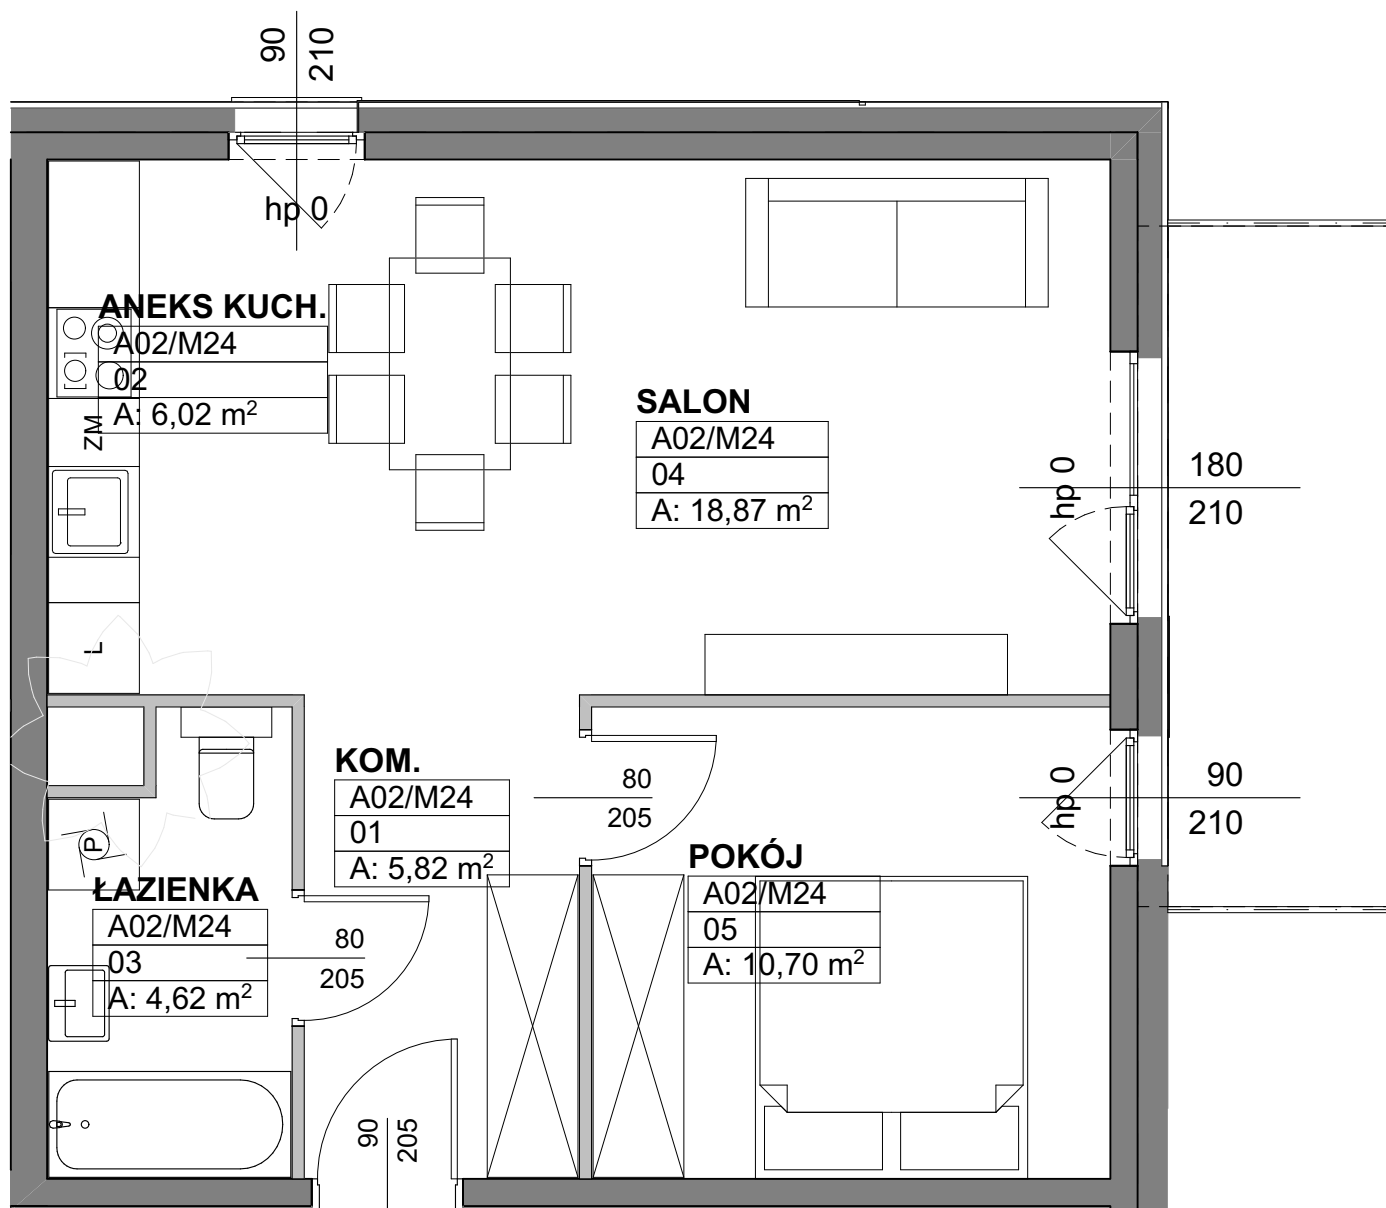 90
210
hp 0
ANEKS KUCH.
A02/M24
02
A: 6,02 m²
ZM
SALON
A02/M24
04
A: 18,87 m²
hp 0
180
210
L
KOM.
A02/M24
01
A: 5,82 m²
80
205
hp 0
90
210
P
ŁAZIENKA
A02/M24
03
A: 4,62 m²
80
205
POKÓJ
A02/M24
05
A: 10,70 m²
90
205